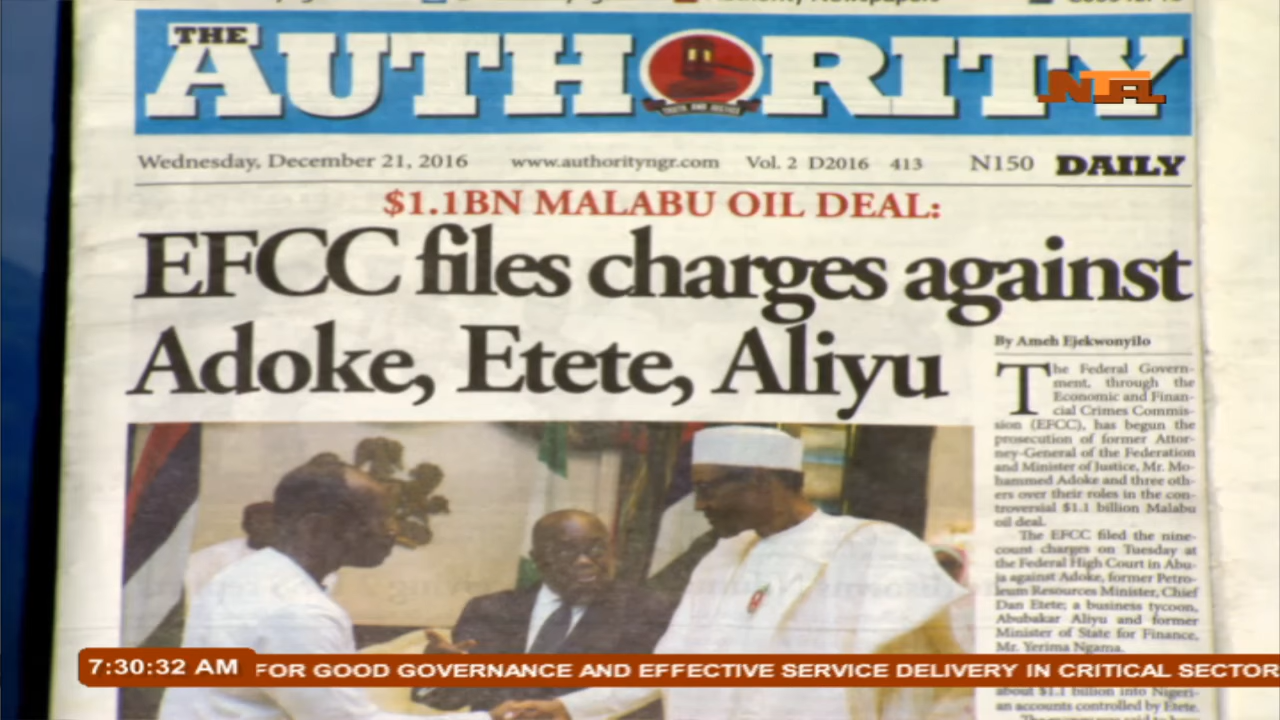 THE
AUTHORITY
TRUTH AND JUSTICE
NTA
Wednesday, December 21, 2016 www.authorityngr.com Vol. 2 D2016 413 N150 DAILY
$1.1BN MALABU OIL DEAL:
EFCC files charges against
Adoke, Etete, Aliyu
By Ameh Ejekwonyilo
The Federal Govern-
ment, through the
Economic and Finan-
cial Crimes Commis-
sion (EFCC), has begun the
prosecution of former Attor-
ney-General of the Federation
and Minister of Justice, Mr. Mo-
hammed Adoke and three oth-
ers over their roles in the con-
troversial $1.1 billion Malabu
oil deal.
The EFCC filed the nine-
count charges on Tuesday at
the Federal High Court in Abu-
ja against Adoke, former Petro-
leum Resources Minister, Chief
Dan Etete; a business tycoon,
Abubakar Aliyu and former
Minister of State for Finance,
Mr. Yerima Ngama.
7:30:32 AM FOR GOOD GOVERNANCE AND EFFECTIVE SERVICE DELIVERY IN CRITICAL SECTOR
about $1.1 billion into Nigeri-
an accounts controlled by Etete.